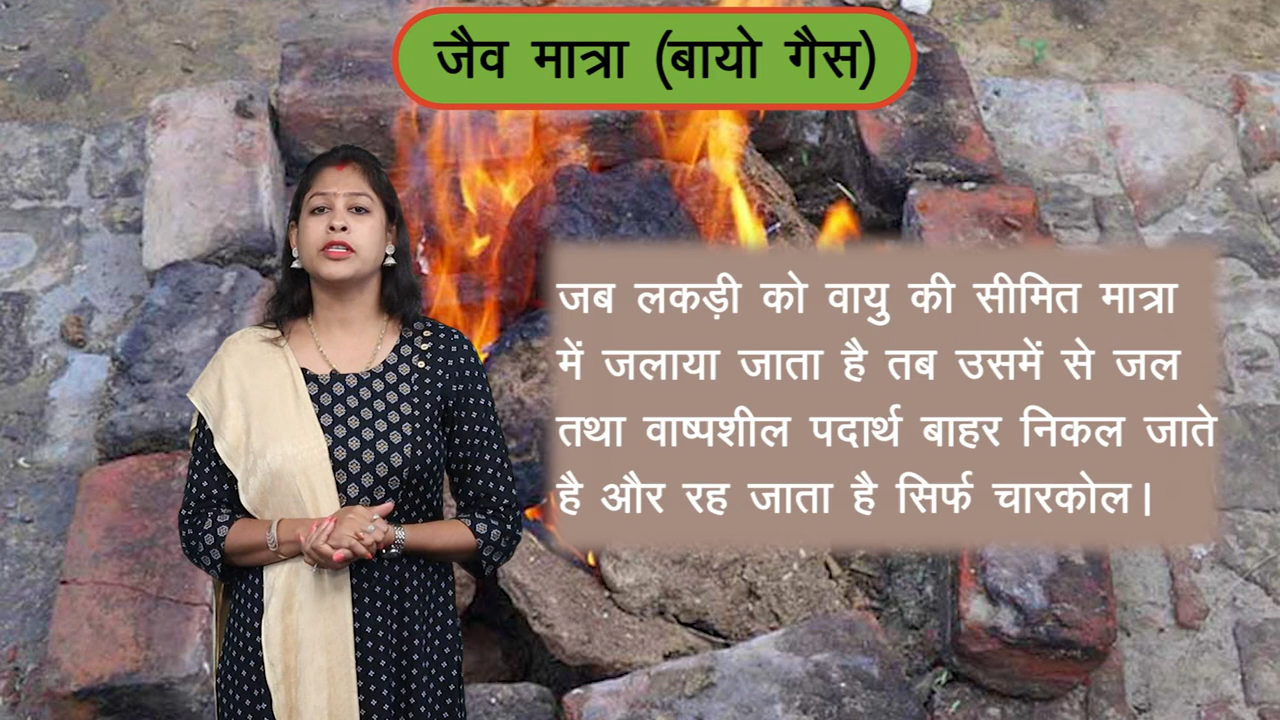 जैव मात्रा (बायो गैस)
जब लकड़ी को वायु की सीमित मात्रा
में जलाया जाता है तब उसमें से जल
तथा वाष्पशील पदार्थ बाहर निकल जाते
है और रह जाता है सिर्फ चारकोल।